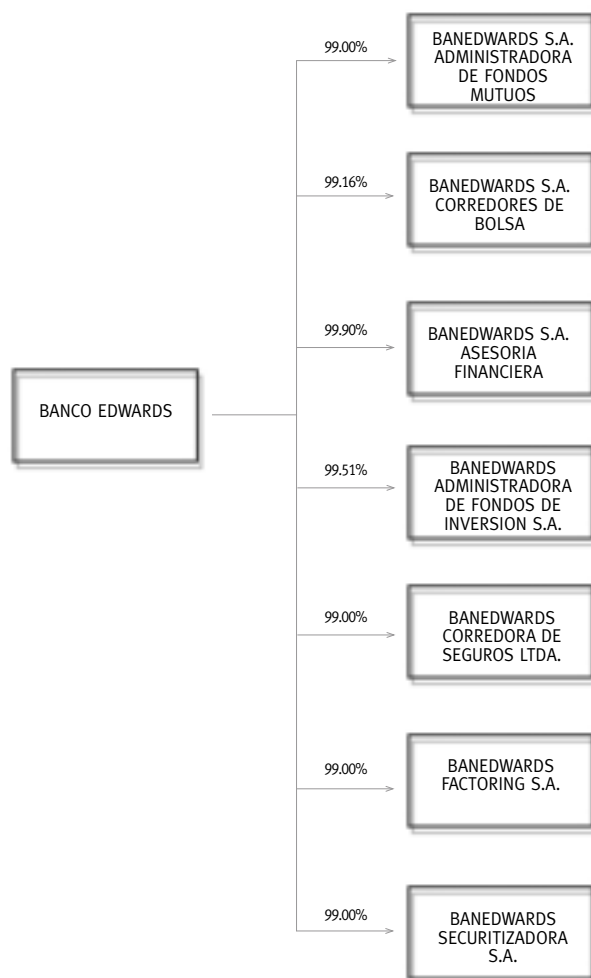 99.00%
BANEDWARDS S.A.
ADMINISTRADORA
DE FONDOS
MUTUOS
99.16%
BANEDWARDS S.A.
CORREDORES DE
BOLSA
99.90%
BANEDWARDS S.A.
ASESORIA
FINANCIERA
BANCO EDWARDS
99.51%
BANEDWARDS
ADMINISTRADORA
DE FONDOS DE
INVERSION S.A.
99.00%
BANEDWARDS
CORREDORA DE
SEGUROS LTDA.
99.00%
BANEDWARDS
FACTORING S.A.
99.00%
BANEDWARDS
SECURITIZADORA
S.A.